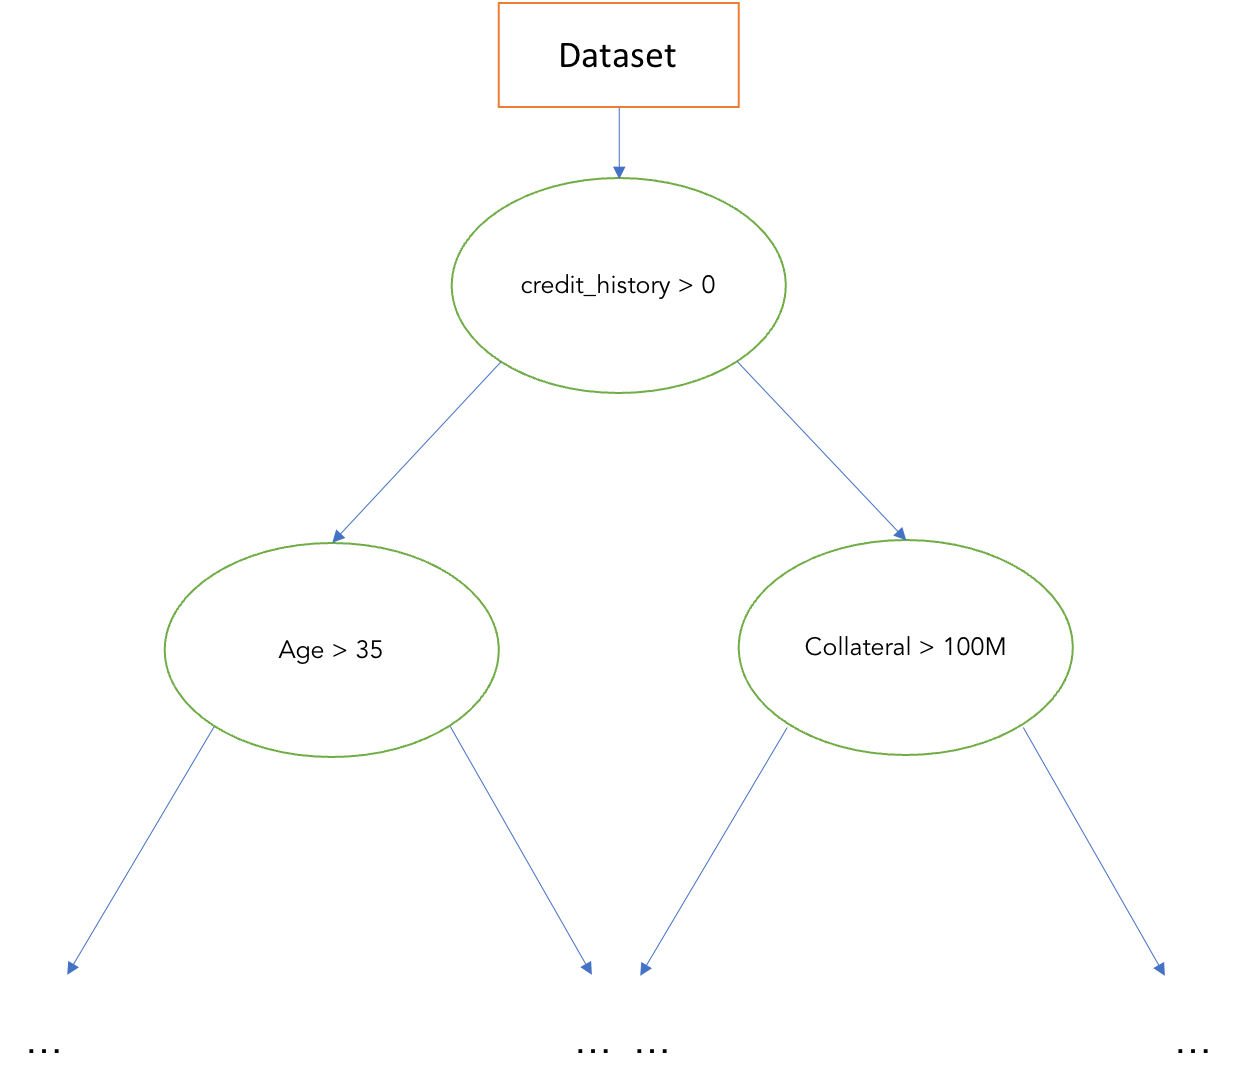 Dataset
credit_history > 0
Age > 35
Collateral > 100M
...
... ...
...